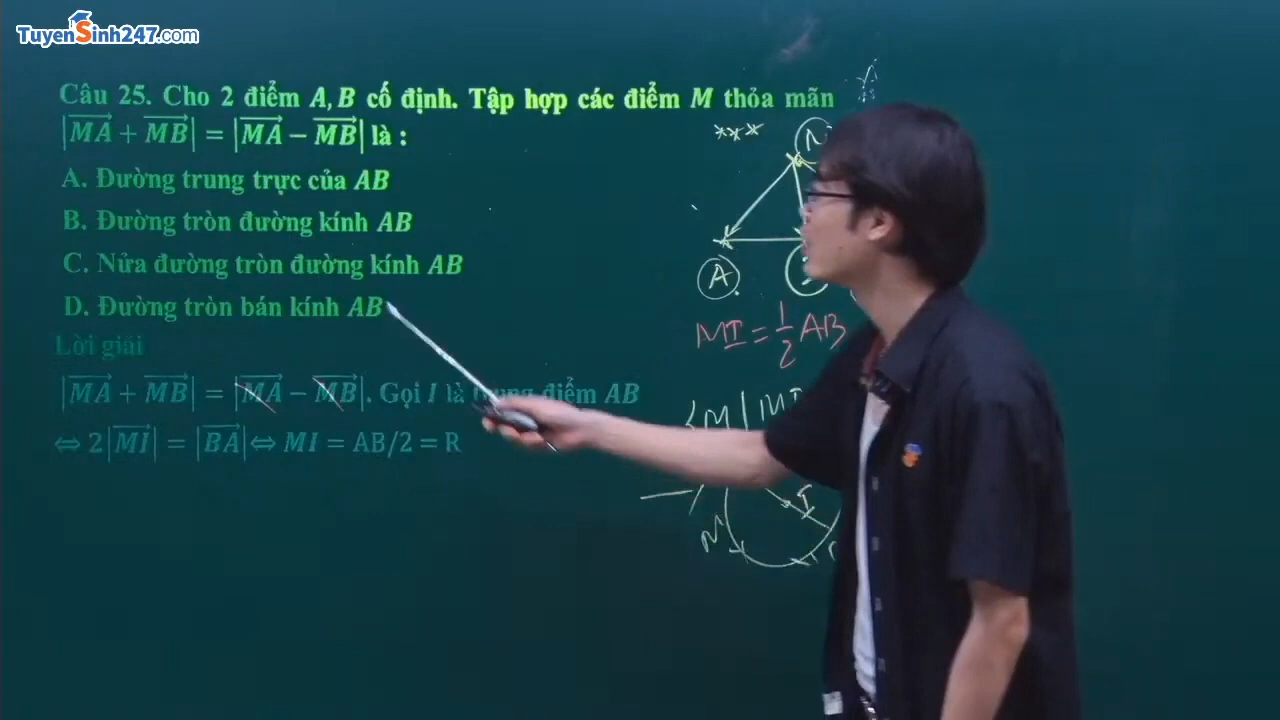 TuyenSinh247.com
Câu 25. Cho 2 điểm A, B cố định. Tập hợp các điểm M thỏa mãn
|MA + MB| = |MA − MB| là :
A. Đường trung trực của AB
B. Đường tròn đường kính AB
C. Nửa đường tròn đường kính AB
D. Đường tròn bán kính AB
Lời giải
|MA + MB| = |MA − MB|. Gọi I là trung điểm AB
⇔ 2|MI| = |BA| ⇔ MI = AB/2 = R
***
A
MI = 1/2 AB
I
M